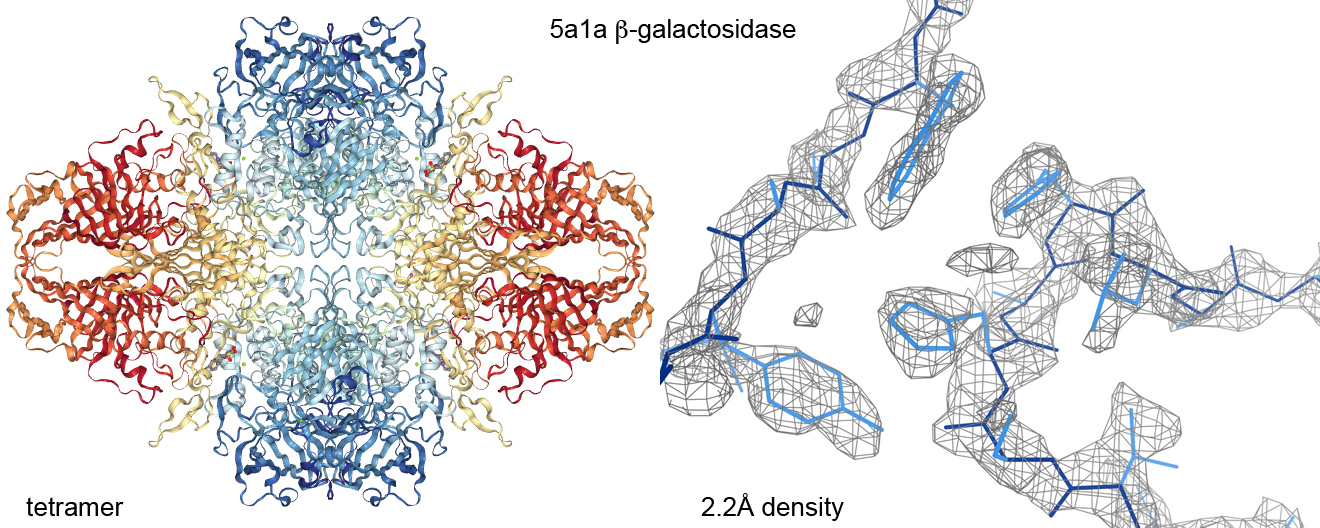 5a1a β-galactosidase
tetramer
2.2Å density